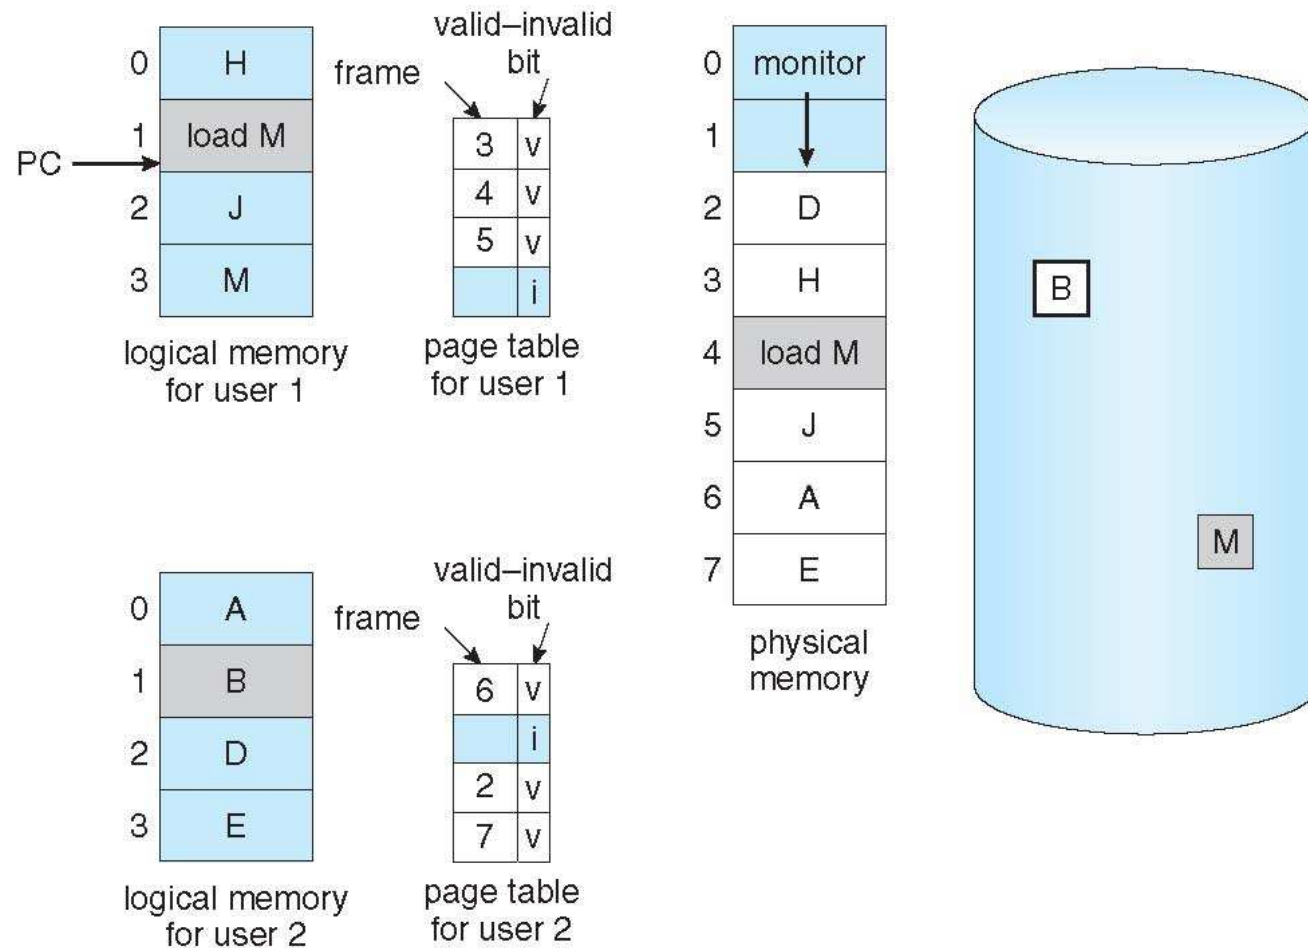 valid–invalid
bit
frame
0 H
1 load M
PC
2 J
3 M
3 v
4 v
5 v
i
logical memory
for user 1
page table
for user 1
valid–invalid
bit
frame
0 A
1 B
2 D
3 E
6 v
i
2 v
7 v
logical memory
for user 2
page table
for user 2
0 monitor
1
2 D
3 H
4 load M
5 J
6 A
7 E
physical
memory
B
M